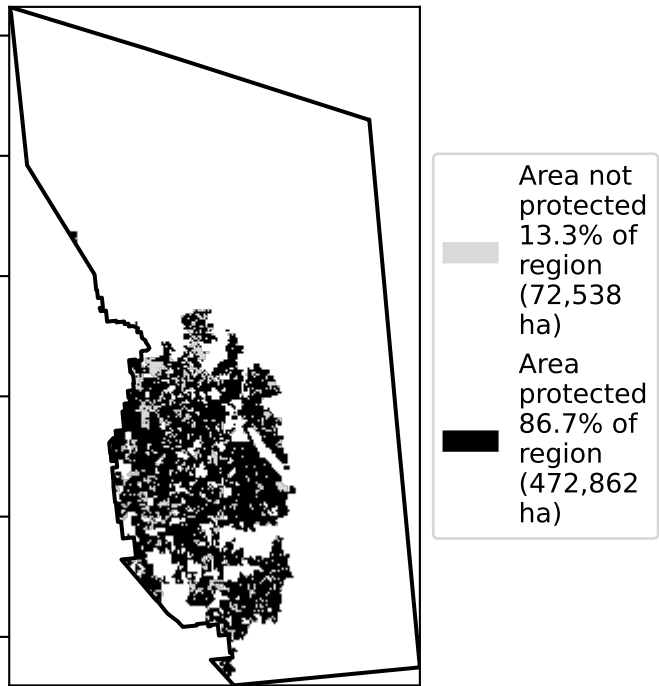 Area not
protected
13.3% of
region
(72,538
ha)
Area
protected
86.7% of
region
(472,862
ha)